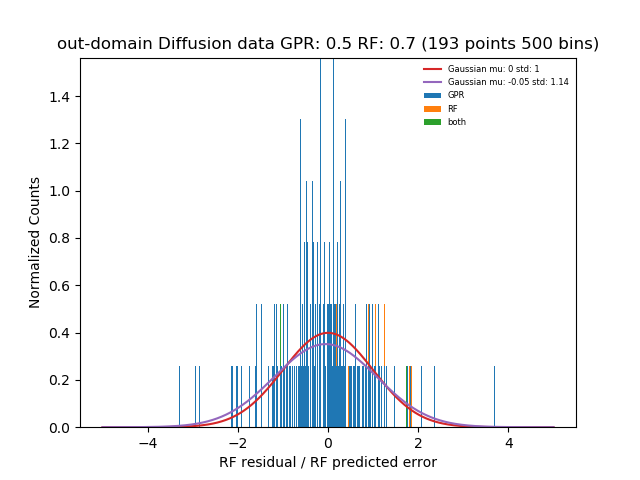 out-domain Diffusion data GPR: 0.5 RF: 0.7 (193 points 500 bins)
Gaussian mu: 0 std: 1
Gaussian mu: -0.05 std: 1.14
GPR
RF
both
Normalized Counts
1.4
1.2
1.0
0.8
0.6
0.4
0.2
0.0
−4 −2 0 2 4
RF residual / RF predicted error